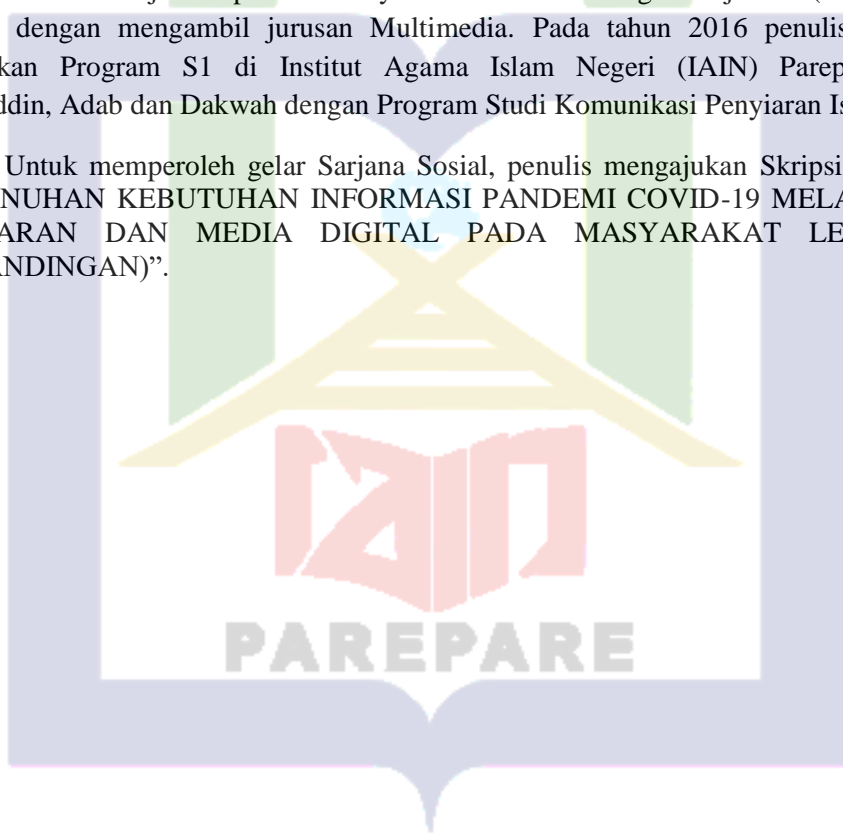 dengan mengambil jurusan Multimedia. Pada tahun 2016 penulis
kan Program S1 di Institut Agama Islam Negeri (IAIN) Parep
ddin, Adab dan Dakwah dengan Program Studi Komunikasi Penyiaran Is
Untuk memperoleh gelar Sarjana Sosial, penulis mengajukan Skripsi
NUHAN KEBUTUHAN INFORMASI PANDEMI COVID-19 MELA
ARAN DAN MEDIA DIGITAL PADA MASYARAKAT LE
ANDINGAN)”.
iain
PAREPARE